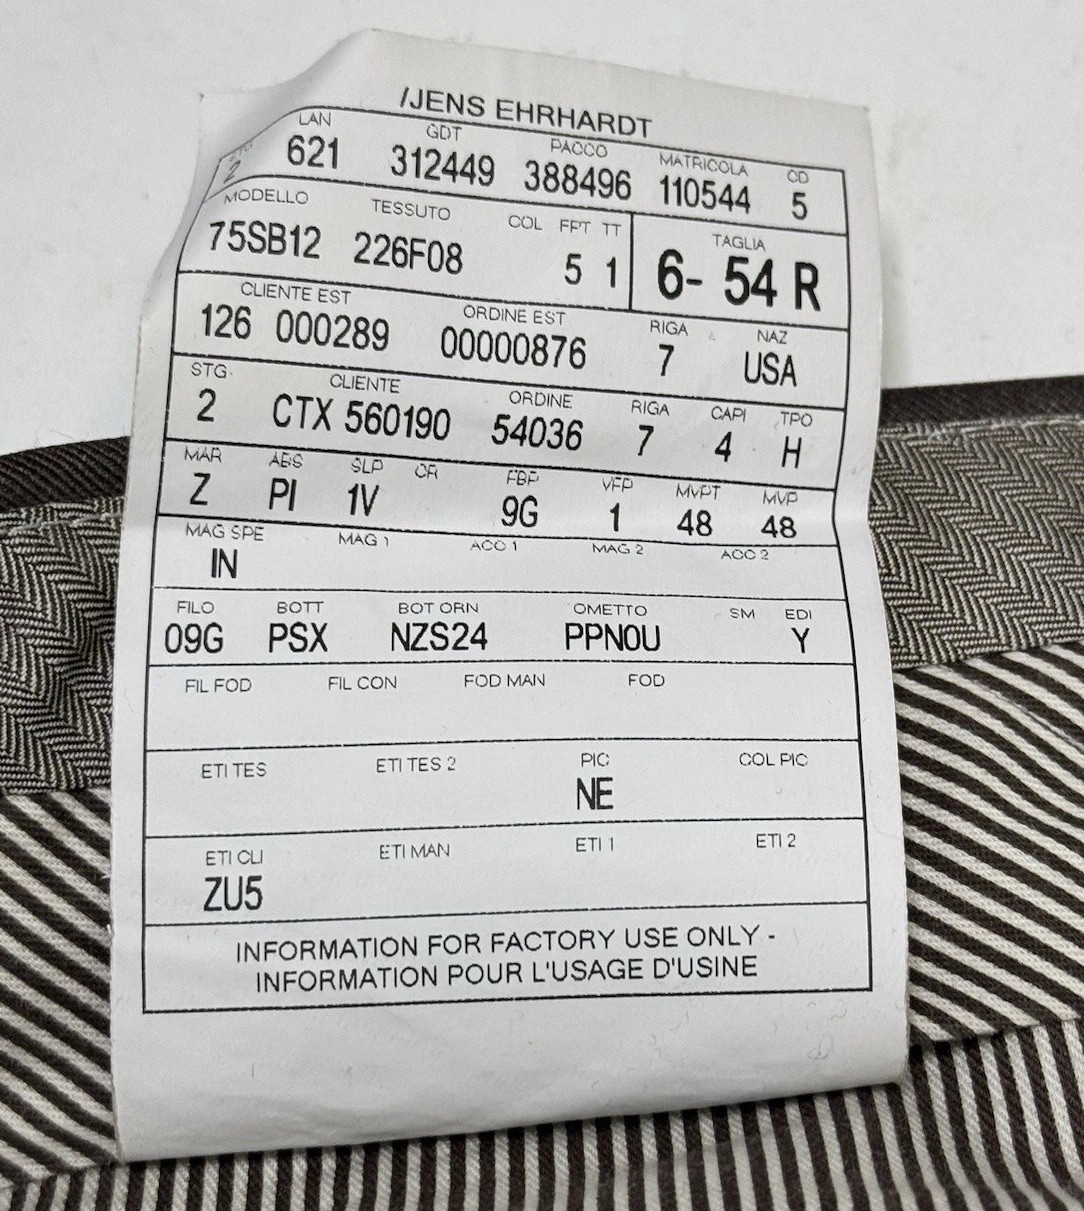 /JENS EHRHARDT
LAN GDT PACCO MATRICOLA CD
2 621 312449 388496 110544 5
MODELLO TESSUTO COL FPT TT TAGLIA
75SB12 226F08 5 1 6- 54 R
CLIENTE EST ORDINE EST RIGA NAZ
126 000289 00000876 7 USA
STG. CLIENTE ORDINE RIGA CAPI TPO
2 CTX 560190 54036 7 4 H
MAR ABS SLP CR FBP VFP MVPT MVP
Z PI 1V 9G 1 48 48
MAG SPE MAG 1 ACC 1 MAG 2 ACC 2
IN
FILO BOTT BOT ORN OMETTO SM EDI
09G PSX NZS24 PPN0U Y
FIL FOD FIL CON FOD MAN FOD
ETI TES ETI TES 2 PIC COL PIC
NE
ETI CLI ETI MAN ETI 1 ETI 2
ZU5
INFORMATION FOR FACTORY USE ONLY -
INFORMATION POUR L'USAGE D'USINE